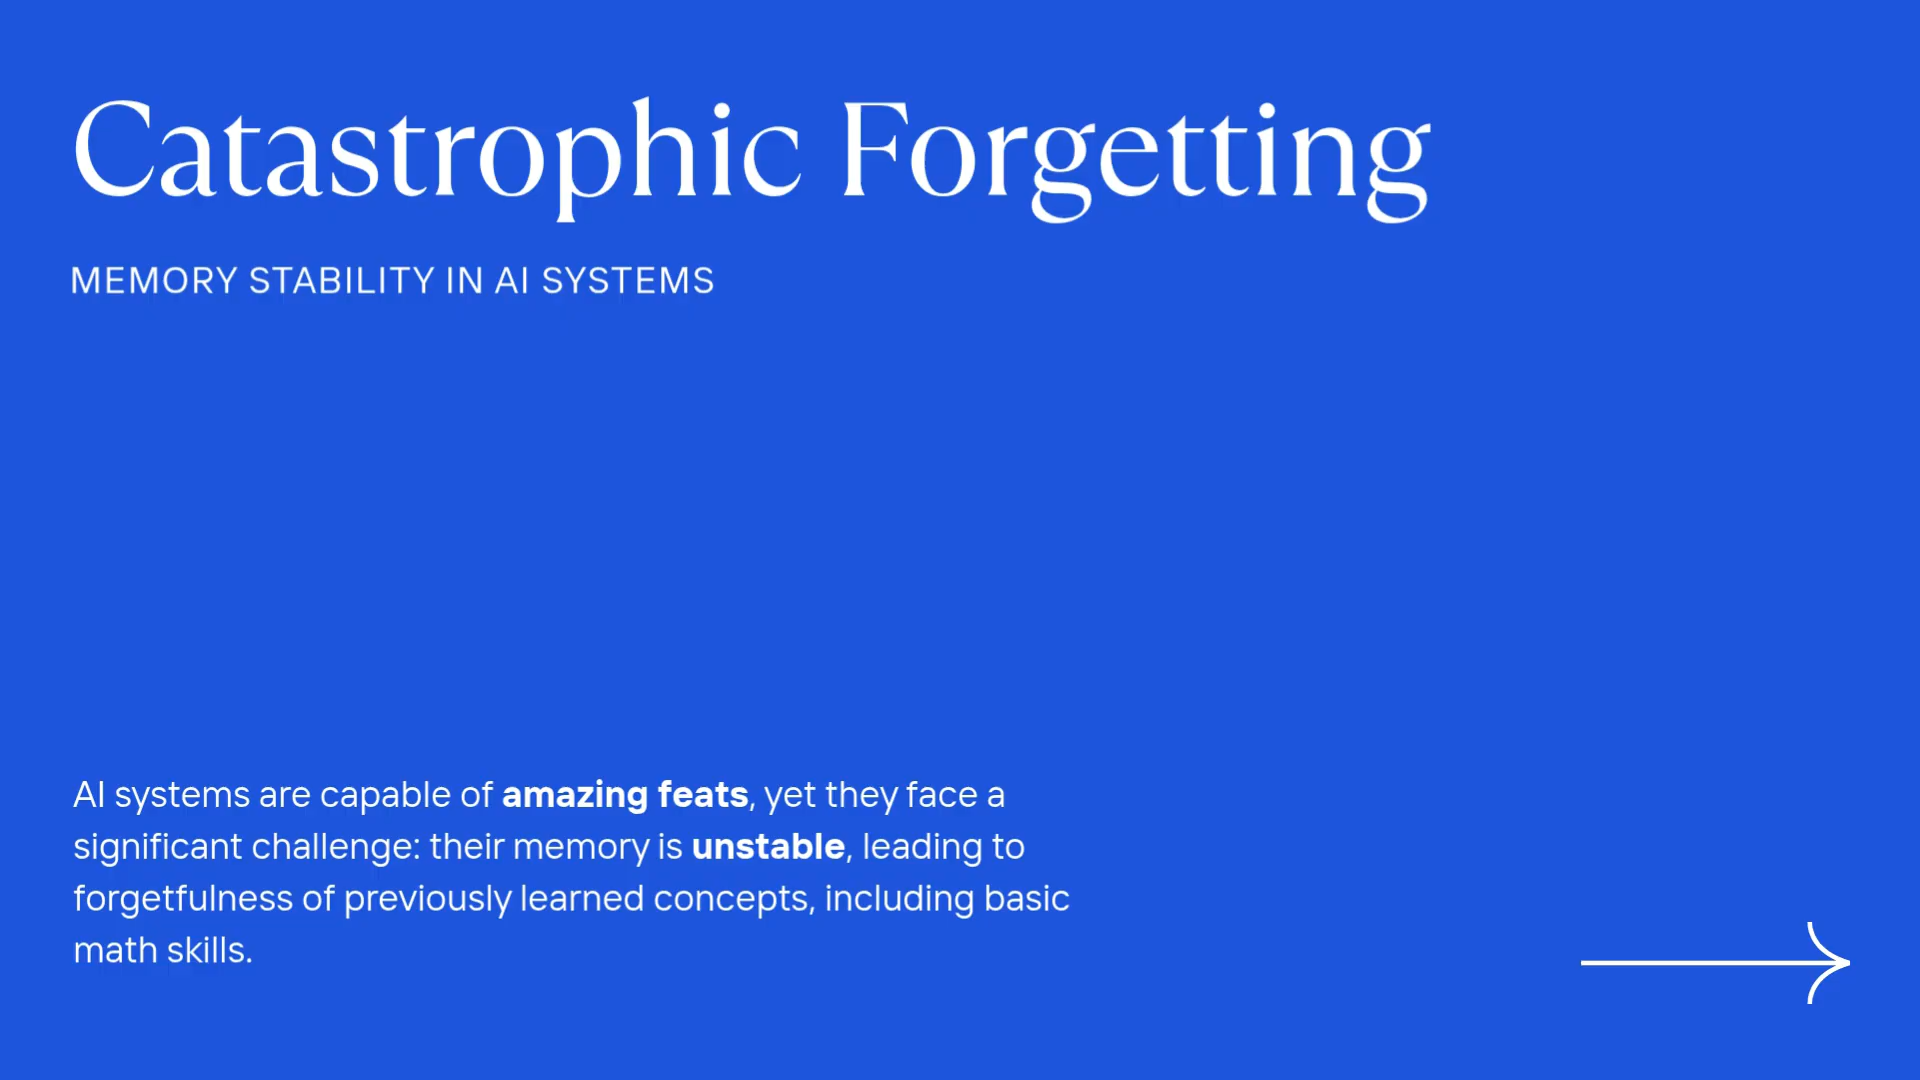 Catastrophic Forgetting
MEMORY STABILITY IN AI SYSTEMS
AI systems are capable of amazing feats, yet they face a
significant challenge: their memory is unstable, leading to
forgetfulness of previously learned concepts, including basic
math skills.